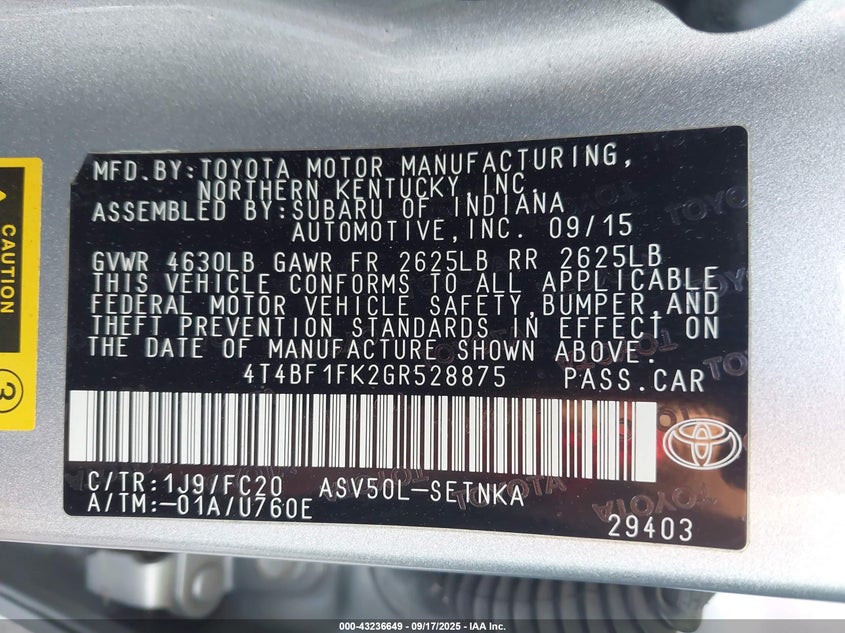 MFD.BY:TOYOTA MOTOR MANUFACTURING,
NORTHERN KENTUCKY, INC.
ASSEMBLED BY:SUBARU OF INDIANA
AUTOMOTIVE,INC. 09/15
GVWR 4630LB GAWR FR 2625LB RR 2625LB
THIS VEHICLE CONFORMS TO ALL APPLICABLE
FEDERAL MOTOR VEHICLE SAFETY,BUMPER,AND
THEFT PREVENTION STANDARDS IN EFFECT ON
THE DATE OF MANUFACTURE SHOWN ABOVE.
4T4BF1FK2GR528875 PASS.CAR
C/TR:1J9/FC20 ASV50L-SETNKA
A/TM:-01A/U760E
29403
CAUTION
3
TOYOTA
000-43236649 - 09/17/2025 - IAA Inc.